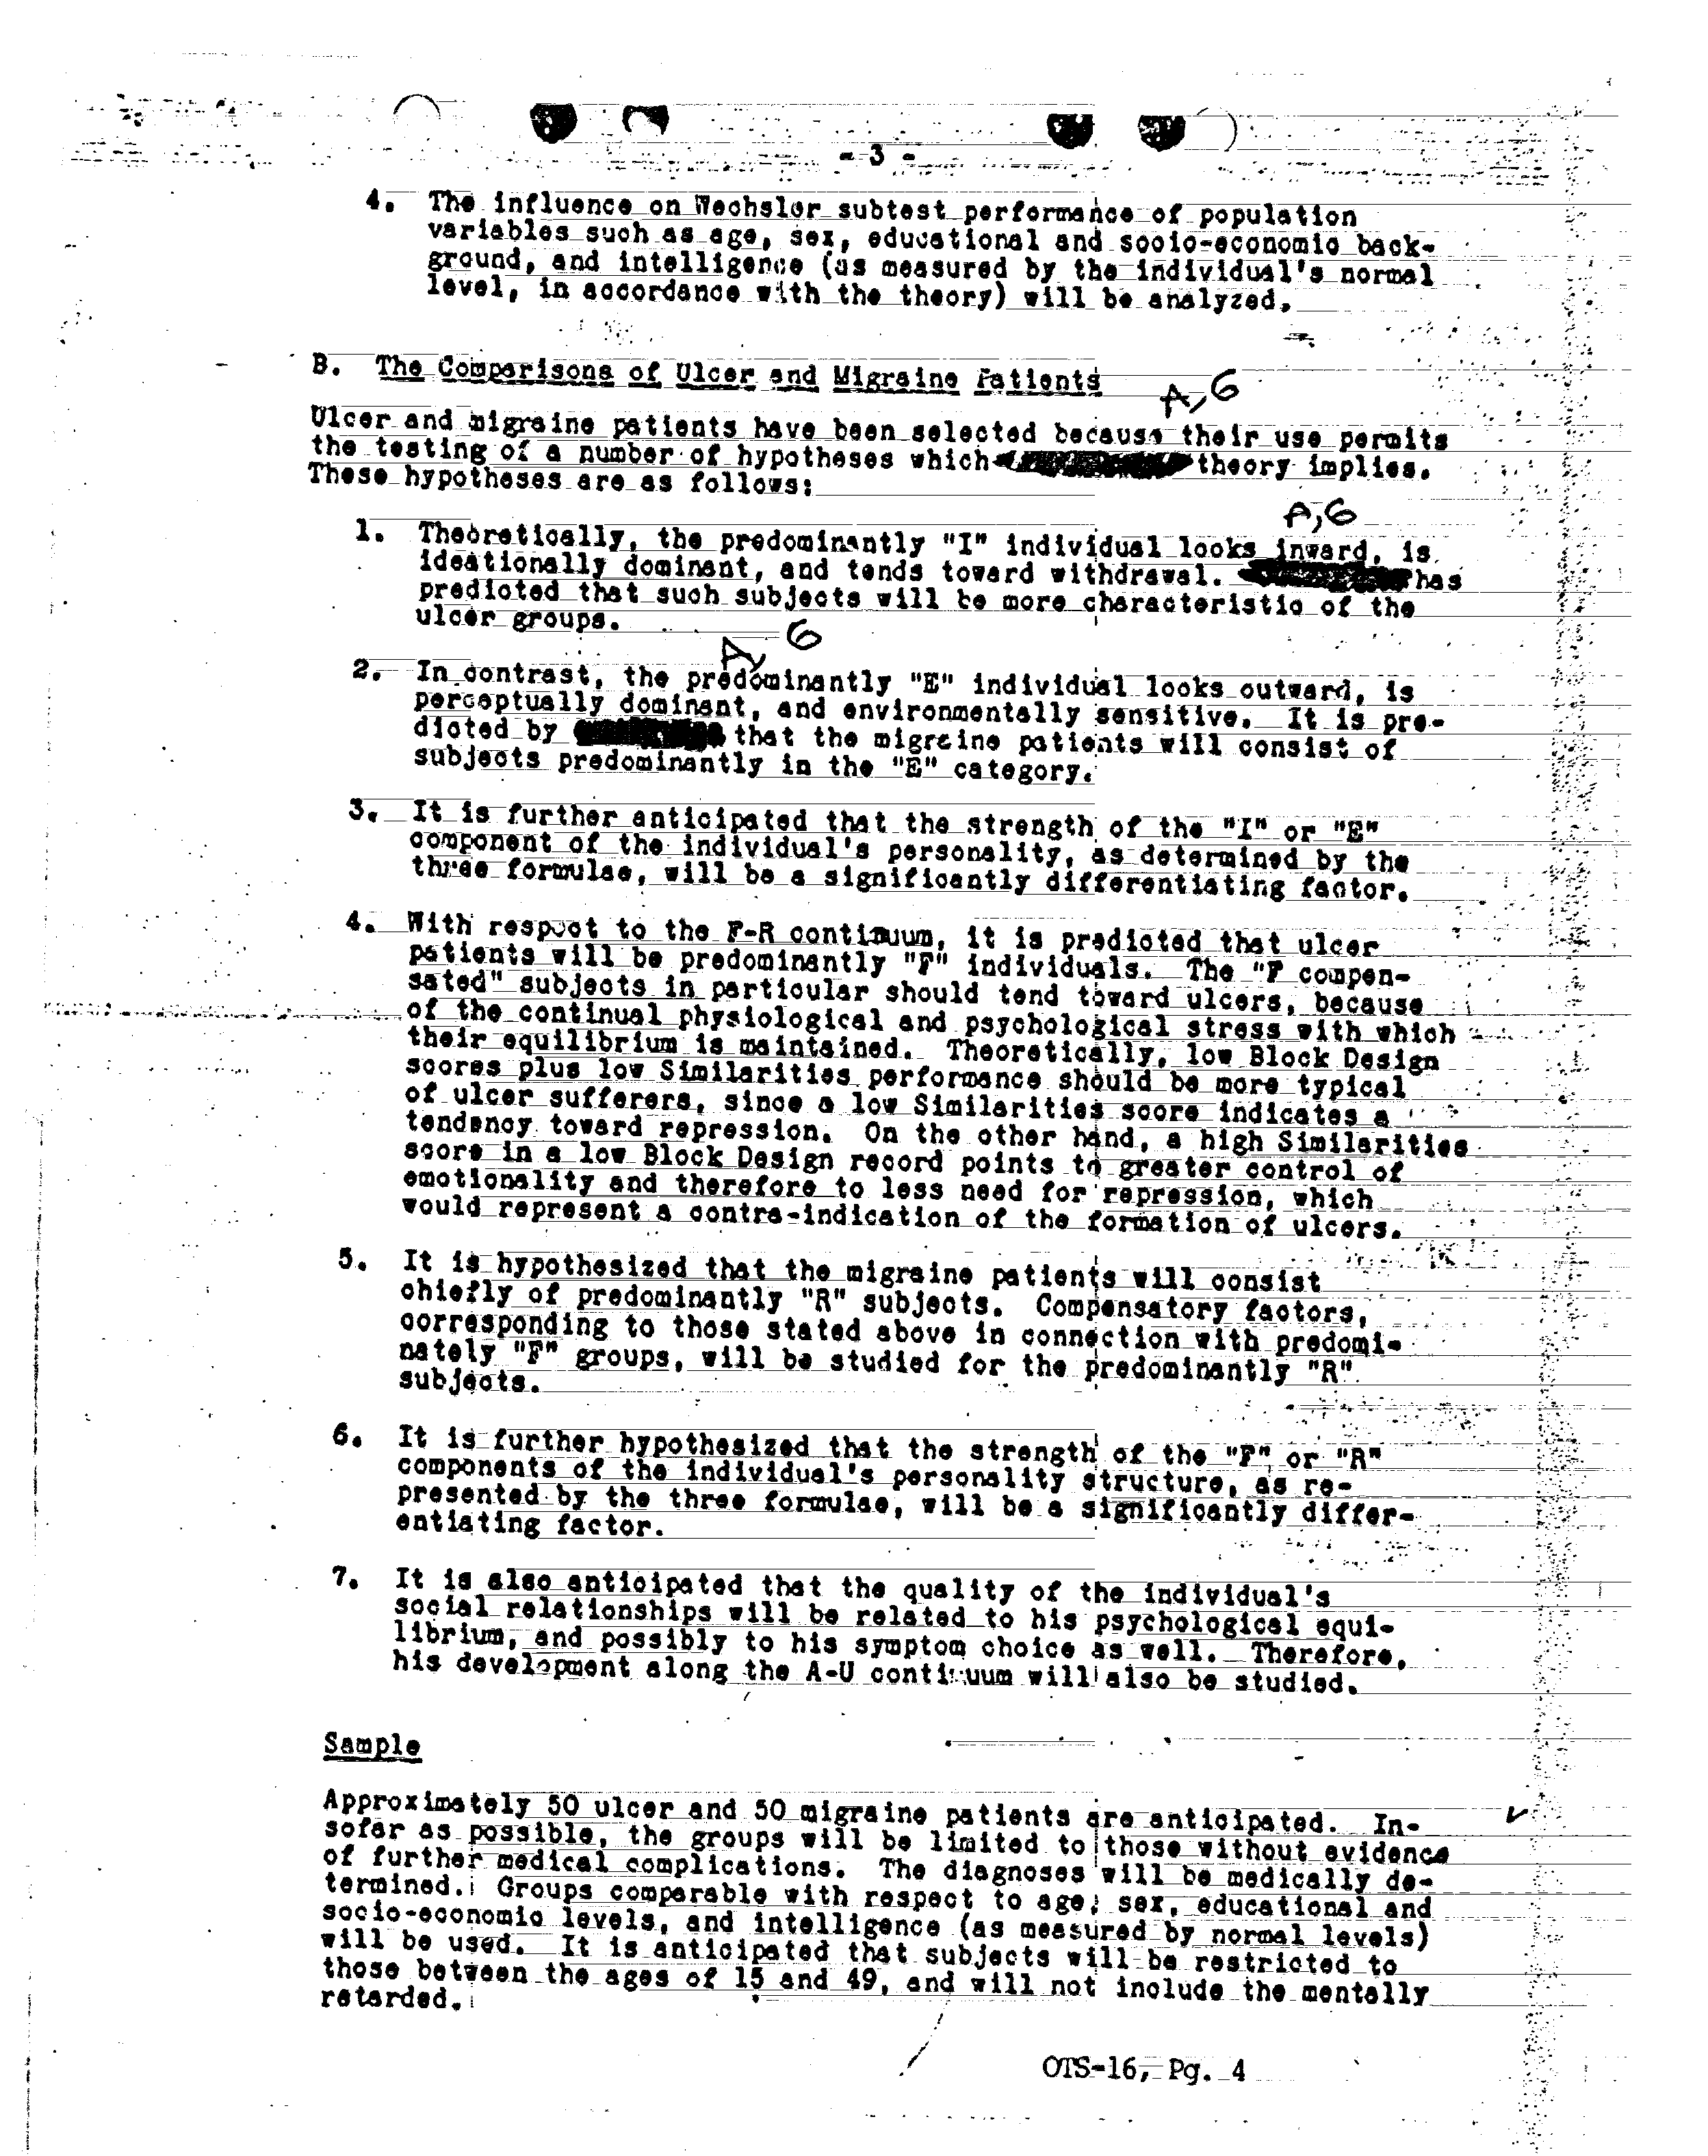 - 3 -
4. The influence on Wechsler subtest performance of population
variables such as age, sex, educational and socio-economic back-
ground, and intelligence (as measured by the individual's normal
level, in accordance with the theory) will be analyzed.
B. The Comparisons of Ulcer and Migraine Patients
A,6
Ulcer and migraine patients have been selected because their use permits
the testing of a number of hypotheses which theory implies.
These hypotheses are as follows:
A,6
1. Theoretically, the predominantly "I" individual looks inward, is
ideationally dominant, and tends toward withdrawal. has
predicted that such subjects will be more characteristic of the
ulcer groups.
A, 6
2. In contrast, the predominantly "E" individual looks outward, is
perceptually dominant, and environmentally sensitive. It is pre-
dicted by that the migraine patients will consist of
subjects predominantly in the "E" category.
3. It is further anticipated that the strength of the "I" or "E"
component of the individual's personality, as determined by the
three formulae, will be a significantly differentiating factor.
4. With respect to the F-R continuum, it is predicted that ulcer
patients will be predominantly "F" individuals. The "F compen-
sated" subjects in particular should tend toward ulcers, because
of the continual physiological and psychological stress with which
their equilibrium is maintained. Theoretically, low Block Design
scores plus low Similarities performance should be more typical
of ulcer sufferers, since a low Similarities score indicates a
tendency toward repression. On the other hand, a high Similarities
score in a low Block Design record points to greater control of
emotionality and therefore to less need for repression, which
would represent a contra-indication of the formation of ulcers.
5. It is hypothesized that the migraine patients will consist
chiefly of predominantly "R" subjects. Compensatory factors,
corresponding to those stated above in connection with predomi-
nately "F" groups, will be studied for the predominantly "R"
subjects.
6. It is further hypothesized that the strength of the "F" or "R"
components of the individual's personality structure, as re-
presented by the three formulae, will be a significantly differ-
entiating factor.
7. It is also anticipated that the quality of the individual's
social relationships will be related to his psychological equi-
librium, and possibly to his symptom choice as well. Therefore,
his development along the A-U continuum will also be studied.
Sample
Approximately 50 ulcer and 50 migraine patients are anticipated. In-
sofar as possible, the groups will be limited to those without evidence
of further medical complications. The diagnoses will be medically de-
termined. Groups comparable with respect to age, sex, educational and
socio-economic levels, and intelligence (as measured by normal levels)
will be used. It is anticipated that subjects will be restricted to
those between the ages of 15 and 49, and will not include the mentally
retarded.
OTS-16, Pg. 4